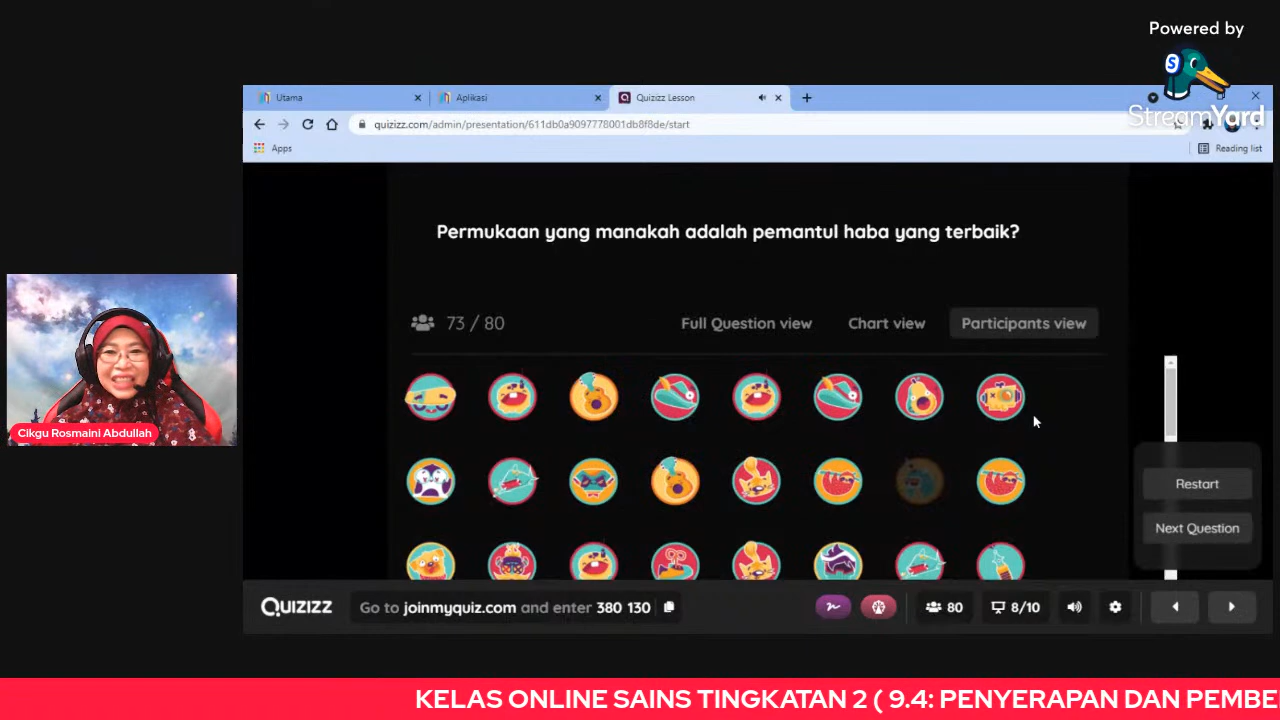 Powered by
S
StreamYard
Utama
Aplikasi
Quizizz Lesson
quizizz.com/admin/presentation/611db0a9097778001db8f8de/start
Apps
Reading list
Permukaan yang manakah adalah pemantul haba yang terbaik?
73 / 80
Full Question view
Chart view
Participants view
Cikgu Rosmaini Abdullah
Restart
Next Question
Quizizz
Go to joinmyquiz.com and enter 380 130
80
8/10
KELAS ONLINE SAINS TINGKATAN 2 ( 9.4: PENYERAPAN DAN PEMBE